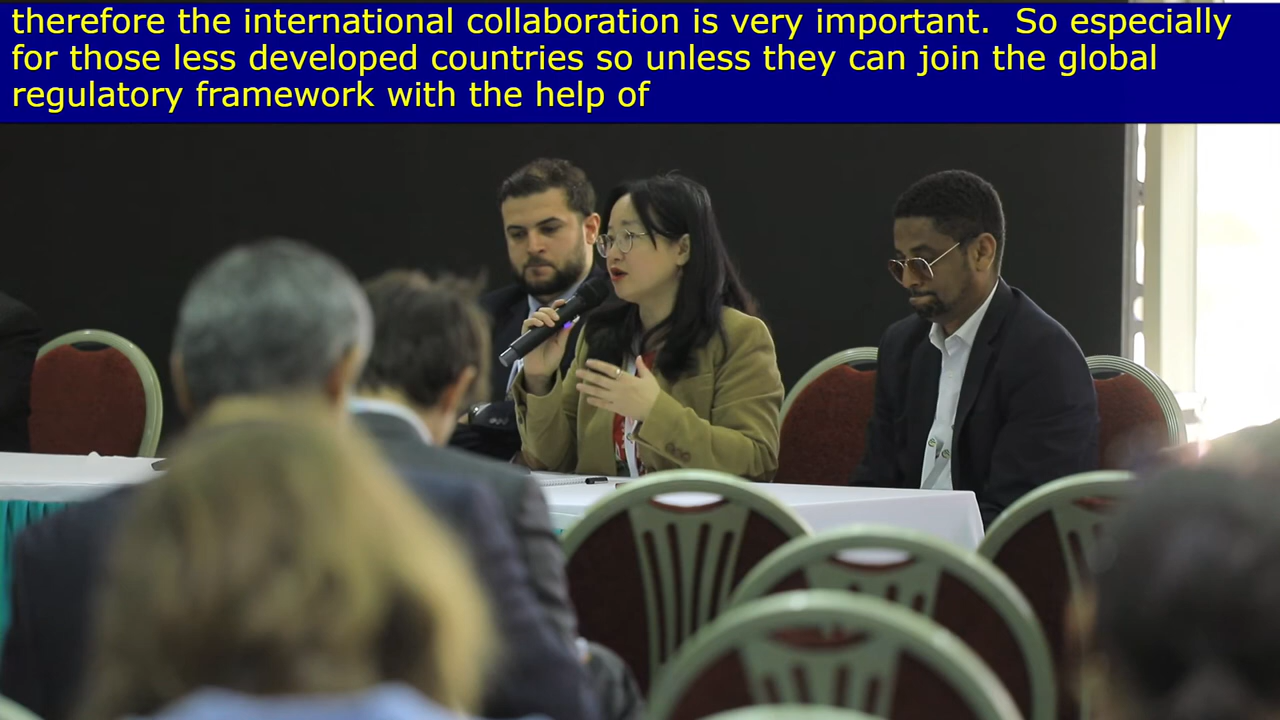 therefore the international collaboration is very important.  So especially
for those less developed countries so unless they can join the global
regulatory framework with the help of